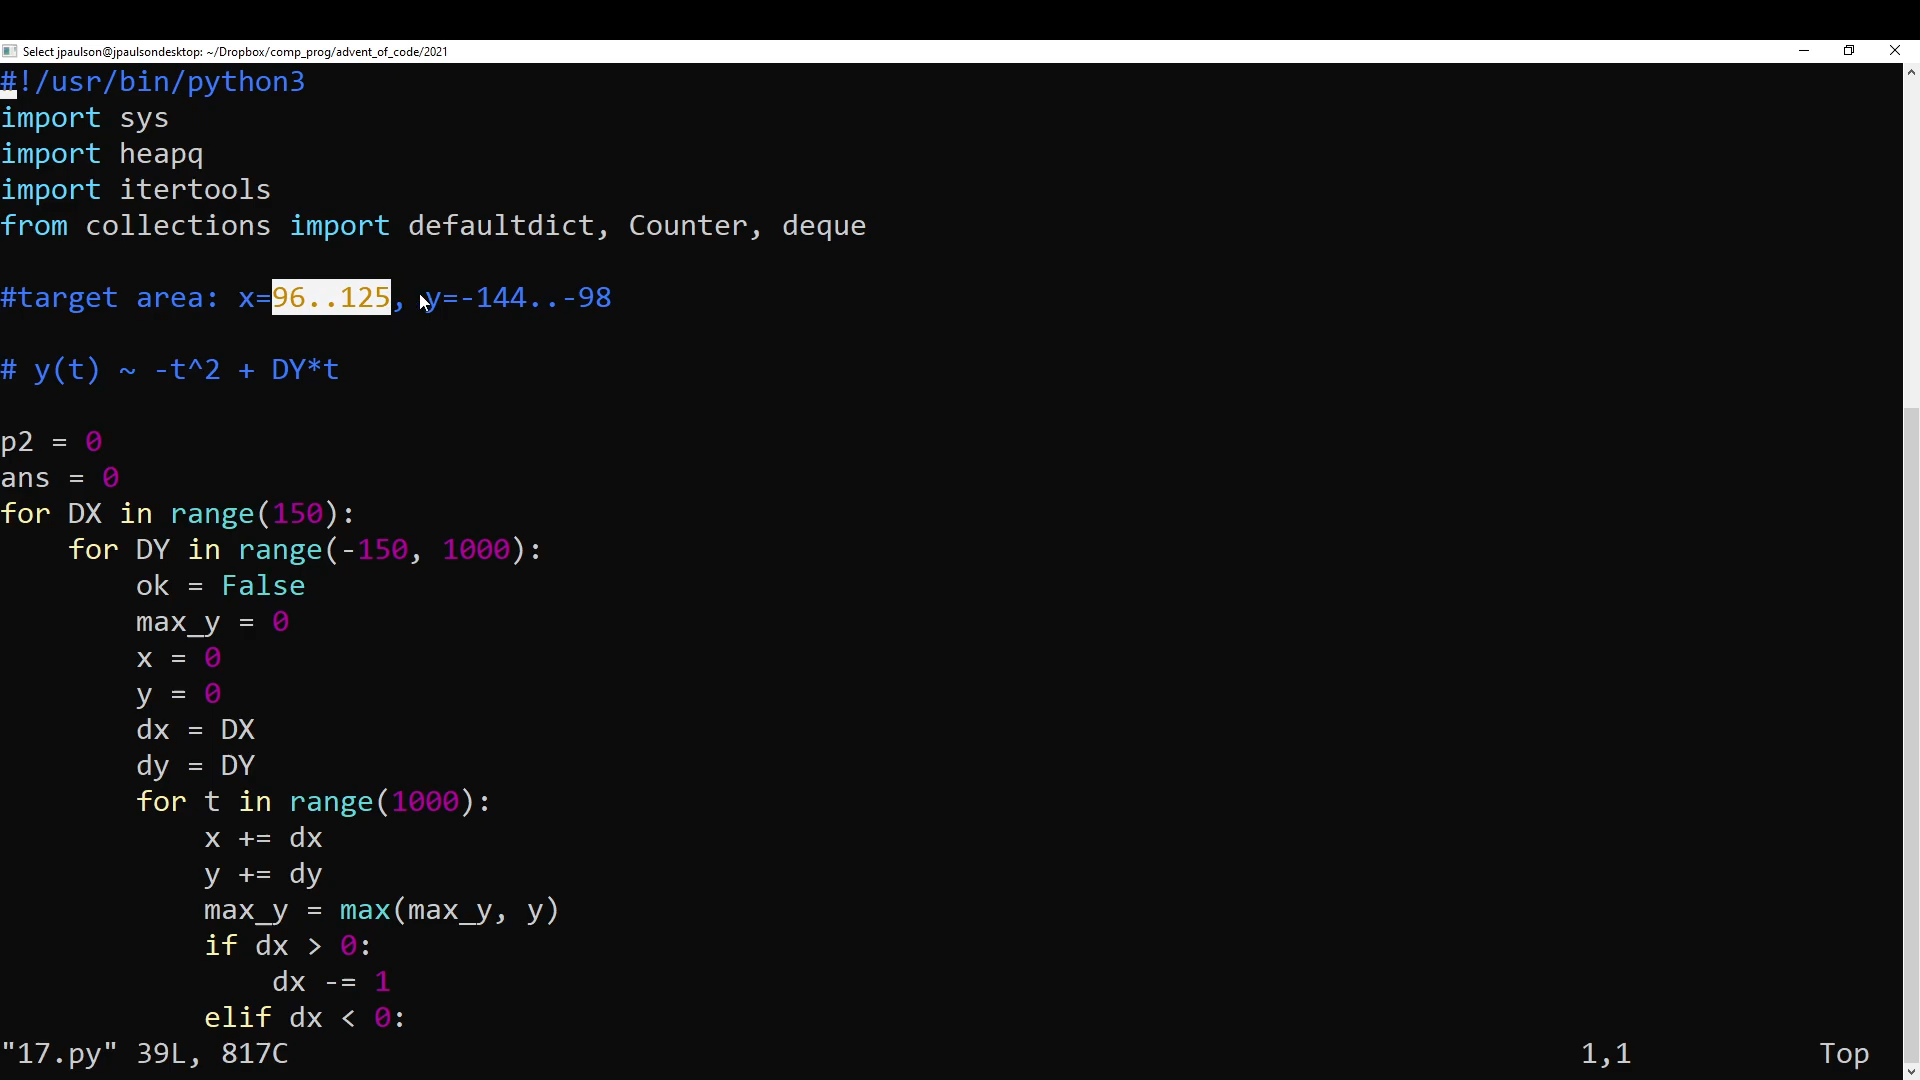 Select jpaulson@jpaulsondesktop: ~/Dropbox/comp_prog/advent_of_code/2021
#!/usr/bin/python3
import sys
import heapq
import itertools
from collections import defaultdict, Counter, deque
#target area: x=96..125, y=-144..-98
# y(t) ~ -t^2 + DY*t
p2 = 0
ans = 0
for DX in range(150):
    for DY in range(-150, 1000):
        ok = False
        max_y = 0
        x = 0
        y = 0
        dx = DX
        dy = DY
        for t in range(1000):
            x += dx
            y += dy
            max_y = max(max_y, y)
            if dx > 0:
                dx -= 1
            elif dx < 0:
"17.py" 39L, 817C 1,1 Top